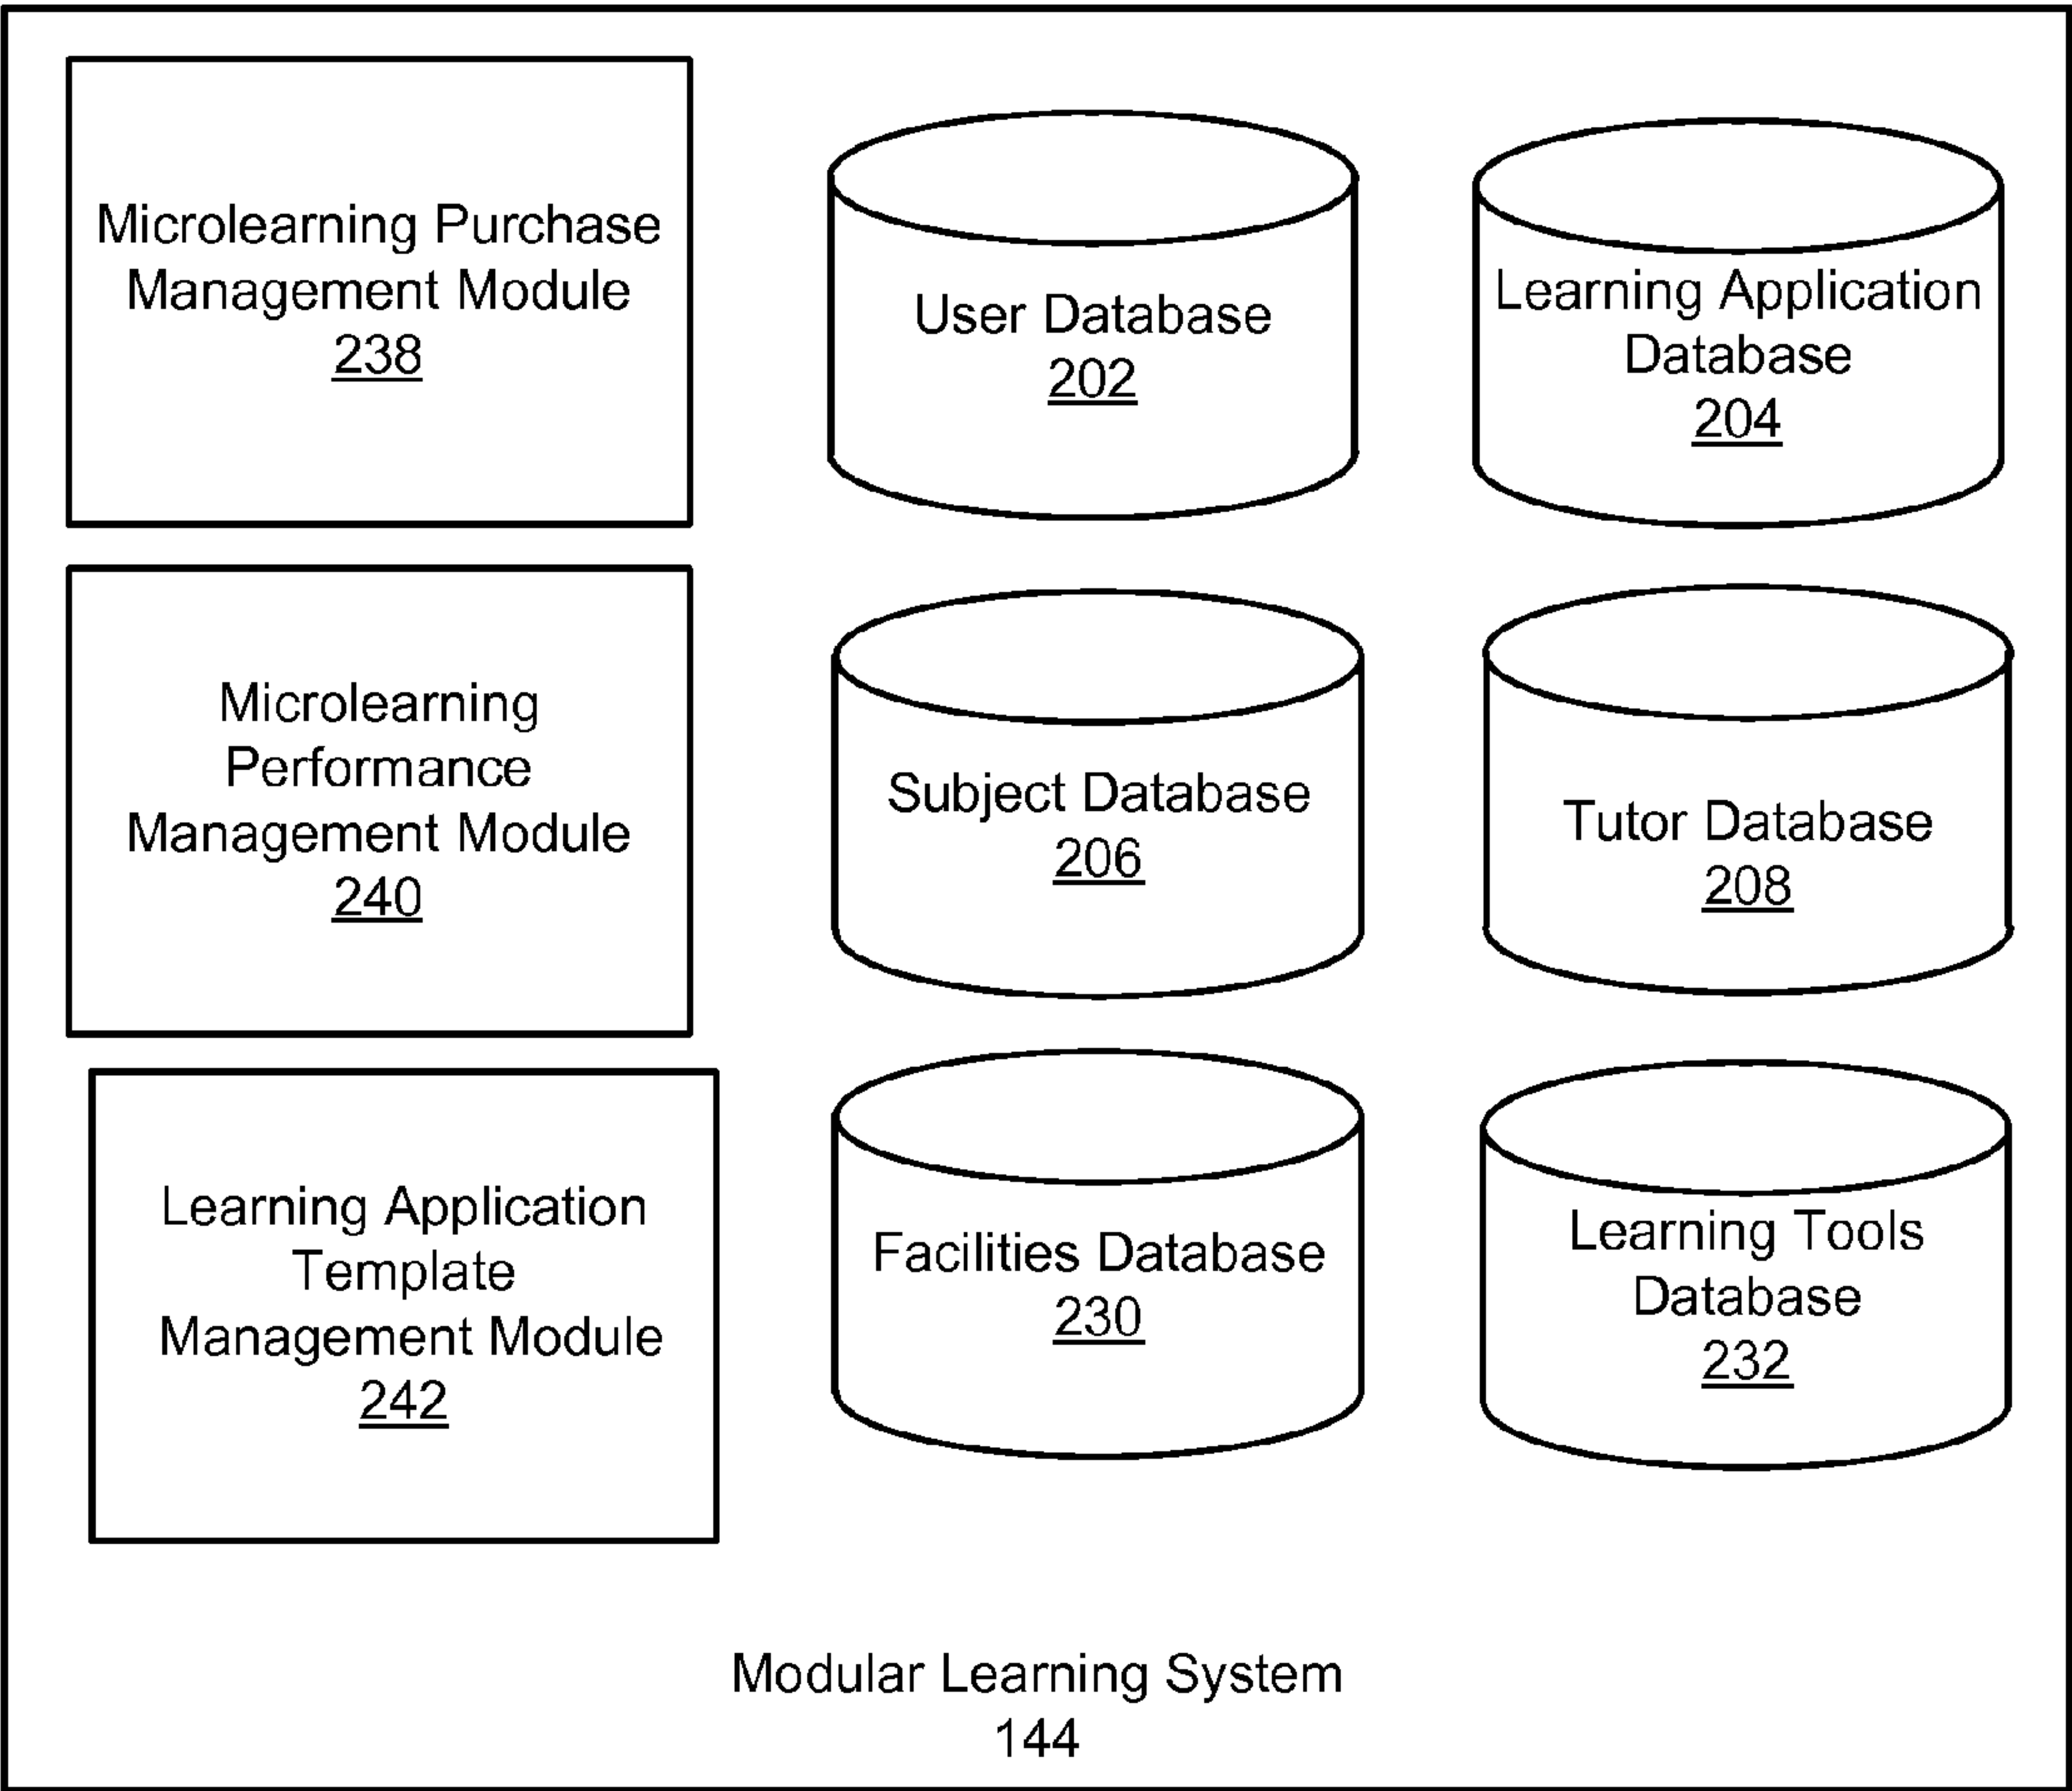 Microlearning Purchase
Management Module
238
User Database
202
Learning Application
Database
204
Microlearning
Performance
Management Module
240
Subject Database
206
Tutor Database
208
Learning Application
Template
Management Module
242
Facilities Database
230
Learning Tools
Database
232
Modular Learning System
144